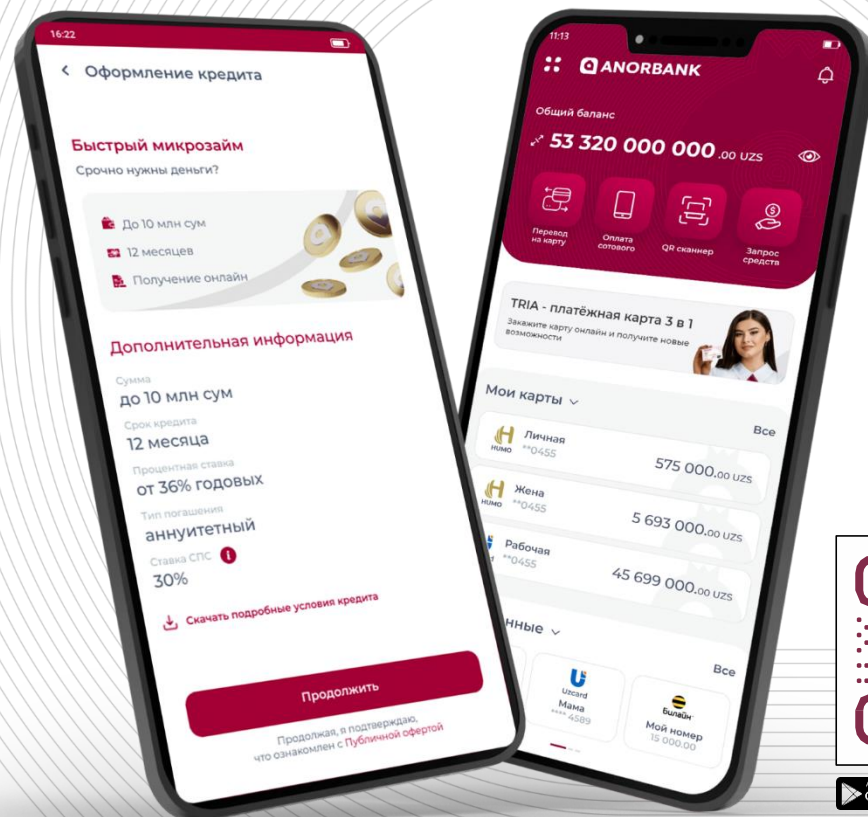 16:22
Оформление кредита
Быстрый микрозайм
Срочно нужны деньги?
До 10 млн сум
12 месяцев
Получение онлайн
Дополнительная информация
Сумма
до 10 млн сум
Срок кредита
12 месяца
Процентная ставка
от 36% годовых
Тип погашения
аннуитетный
Ставка СПС
30%
Скачать подробные условия кредита
Продолжить
Продолжая, я подтверждаю,
что ознакомлен с Публичной офертой
11:13
ANORBANK
Общий баланс
53 320 000 000.00 UZS
Перевод
на карту
Оплата
сотового
QR сканнер
Запрос
средств
TRIA - платёжная карта 3 в 1
Закажите карту онлайн и получите новые
возможности
Мои карты
Все
Личная
HUMO **0455
575 000.00 UZS
Жена
HUMO **0455
5 693 000.00 UZS
Рабочая
**0455
45 699 000.00 UZS
нные
Все
Uzcard
Мама
**** 4589
Билайн
Мой номер
15 000.00